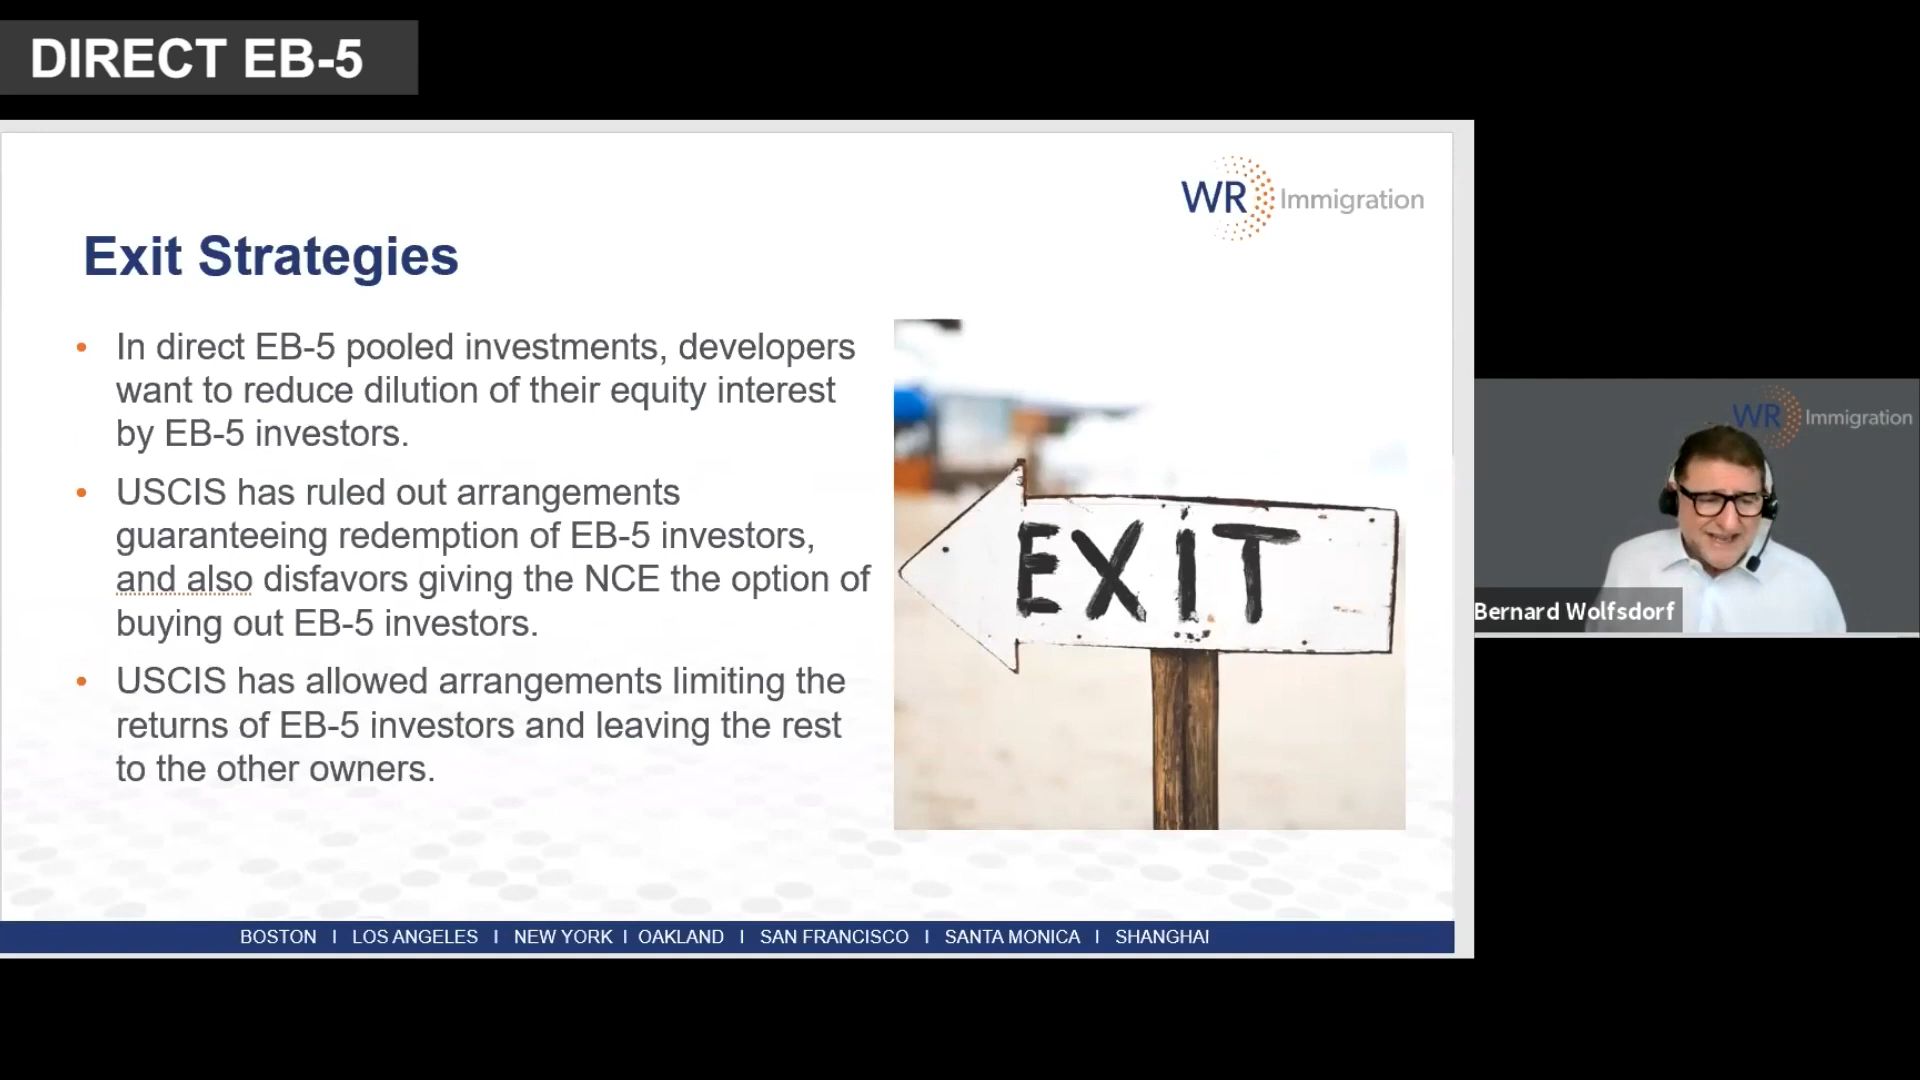 DIRECT EB-5
WR Immigration
Exit Strategies
• In direct EB-5 pooled investments, developers
want to reduce dilution of their equity interest
by EB-5 investors.
• USCIS has ruled out arrangements
guaranteeing redemption of EB-5 investors,
and also disfavors giving the NCE the option of
buying out EB-5 investors.
• USCIS has allowed arrangements limiting the
returns of EB-5 investors and leaving the rest
to the other owners.
EXIT
WR Immigration
Bernard Wolfsdorf
BOSTON I LOS ANGELES I NEW YORK I OAKLAND I SAN FRANCISCO I SANTA MONICA I SHANGHAI